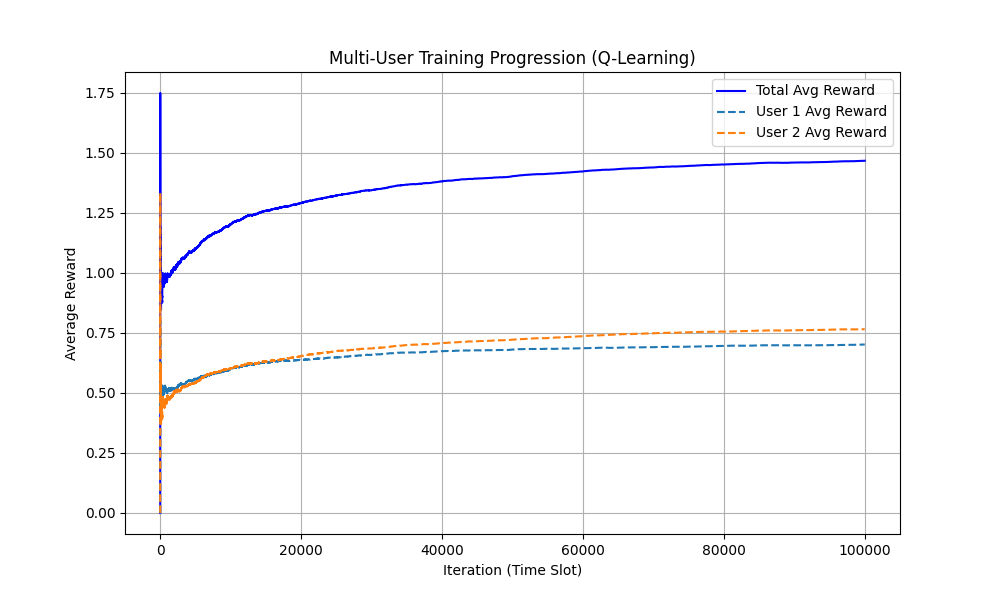 Multi-User Training Progression (Q-Learning)
Total Avg Reward
User 1 Avg Reward
User 2 Avg Reward
Average Reward
1.75
1.50
1.25
1.00
0.75
0.50
0.25
0.00
0 20000 40000 60000 80000 100000
Iteration (Time Slot)